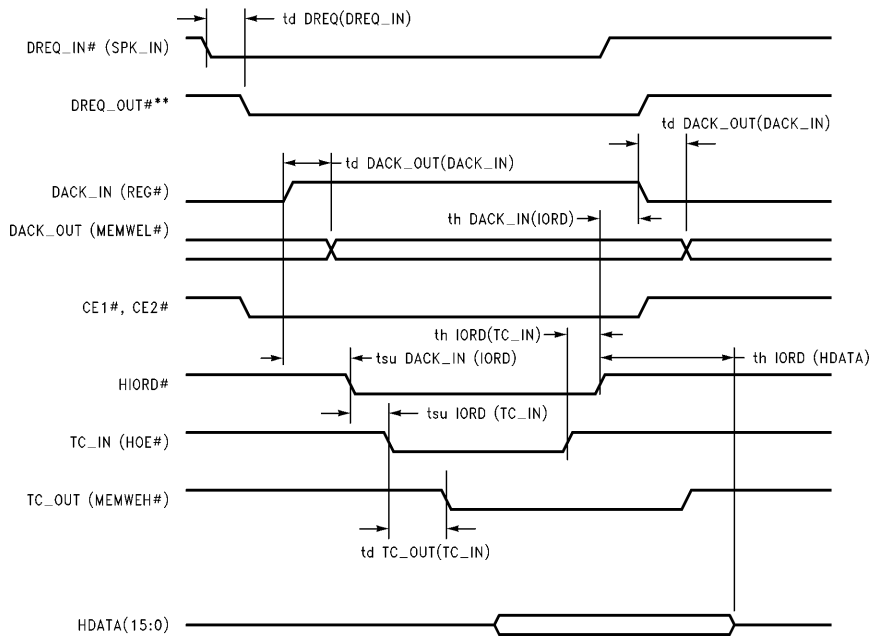 td DREQ(DREQ_IN)
DREQ_IN# (SPK_IN)
DREQ_OUT#**
td DACK_OUT(DACK_IN)
td DACK_OUT(DACK_IN)
DACK_IN (REG#)
th DACK_IN(IORD)
DACK_OUT (MEMWEL#)
CE1#, CE2#
th IORD(TC_IN)
tsu DACK_IN (IORD)
th IORD (HDATA)
HIORD#
tsu IORD (TC_IN)
TC_IN (HOE#)
TC_OUT (MEMWEH#)
td TC_OUT(TC_IN)
HDATA(15:0)